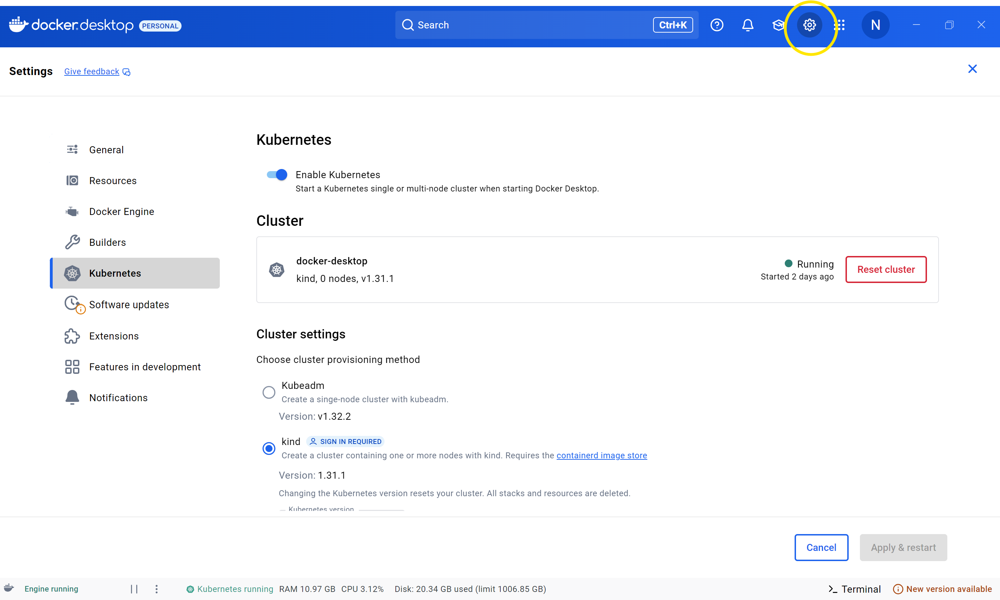 docker desktop PERSONAL
Search Ctrl+K
N
Settings Give feedback
General
Resources
Docker Engine
Builders
Kubernetes
Software updates
Extensions
Features in development
Notifications
Kubernetes
Enable Kubernetes
Start a Kubernetes single or multi-node cluster when starting Docker Desktop.
Cluster
docker-desktop
kind, 0 nodes, v1.31.1
Running
Started 2 days ago
Reset cluster
Cluster settings
Choose cluster provisioning method
Kubeadm
Create a singe-node cluster with kubeadm.
Version: v1.32.2
kind SIGN IN REQUIRED
Create a cluster containing one or more nodes with kind. Requires the containerd image store
Version: 1.31.1
Changing the Kubernetes version resets your cluster. All stacks and resources are deleted.
Kubernetes version
Cancel Apply & restart
Engine running Kubernetes running RAM 10.97 GB CPU 3.12% Disk: 20.34 GB used (limit 1006.85 GB) Terminal New version available